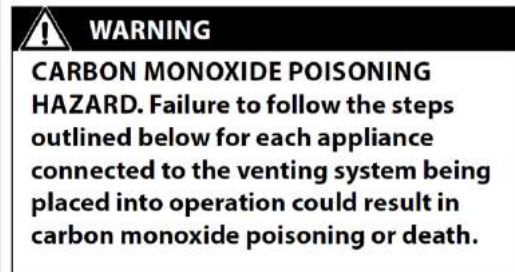 WARNING
CARBON MONOXIDE POISONING
HAZARD. Failure to follow the steps
outlined below for each appliance
connected to the venting system being
placed into operation could result in
carbon monoxide poisoning or death.